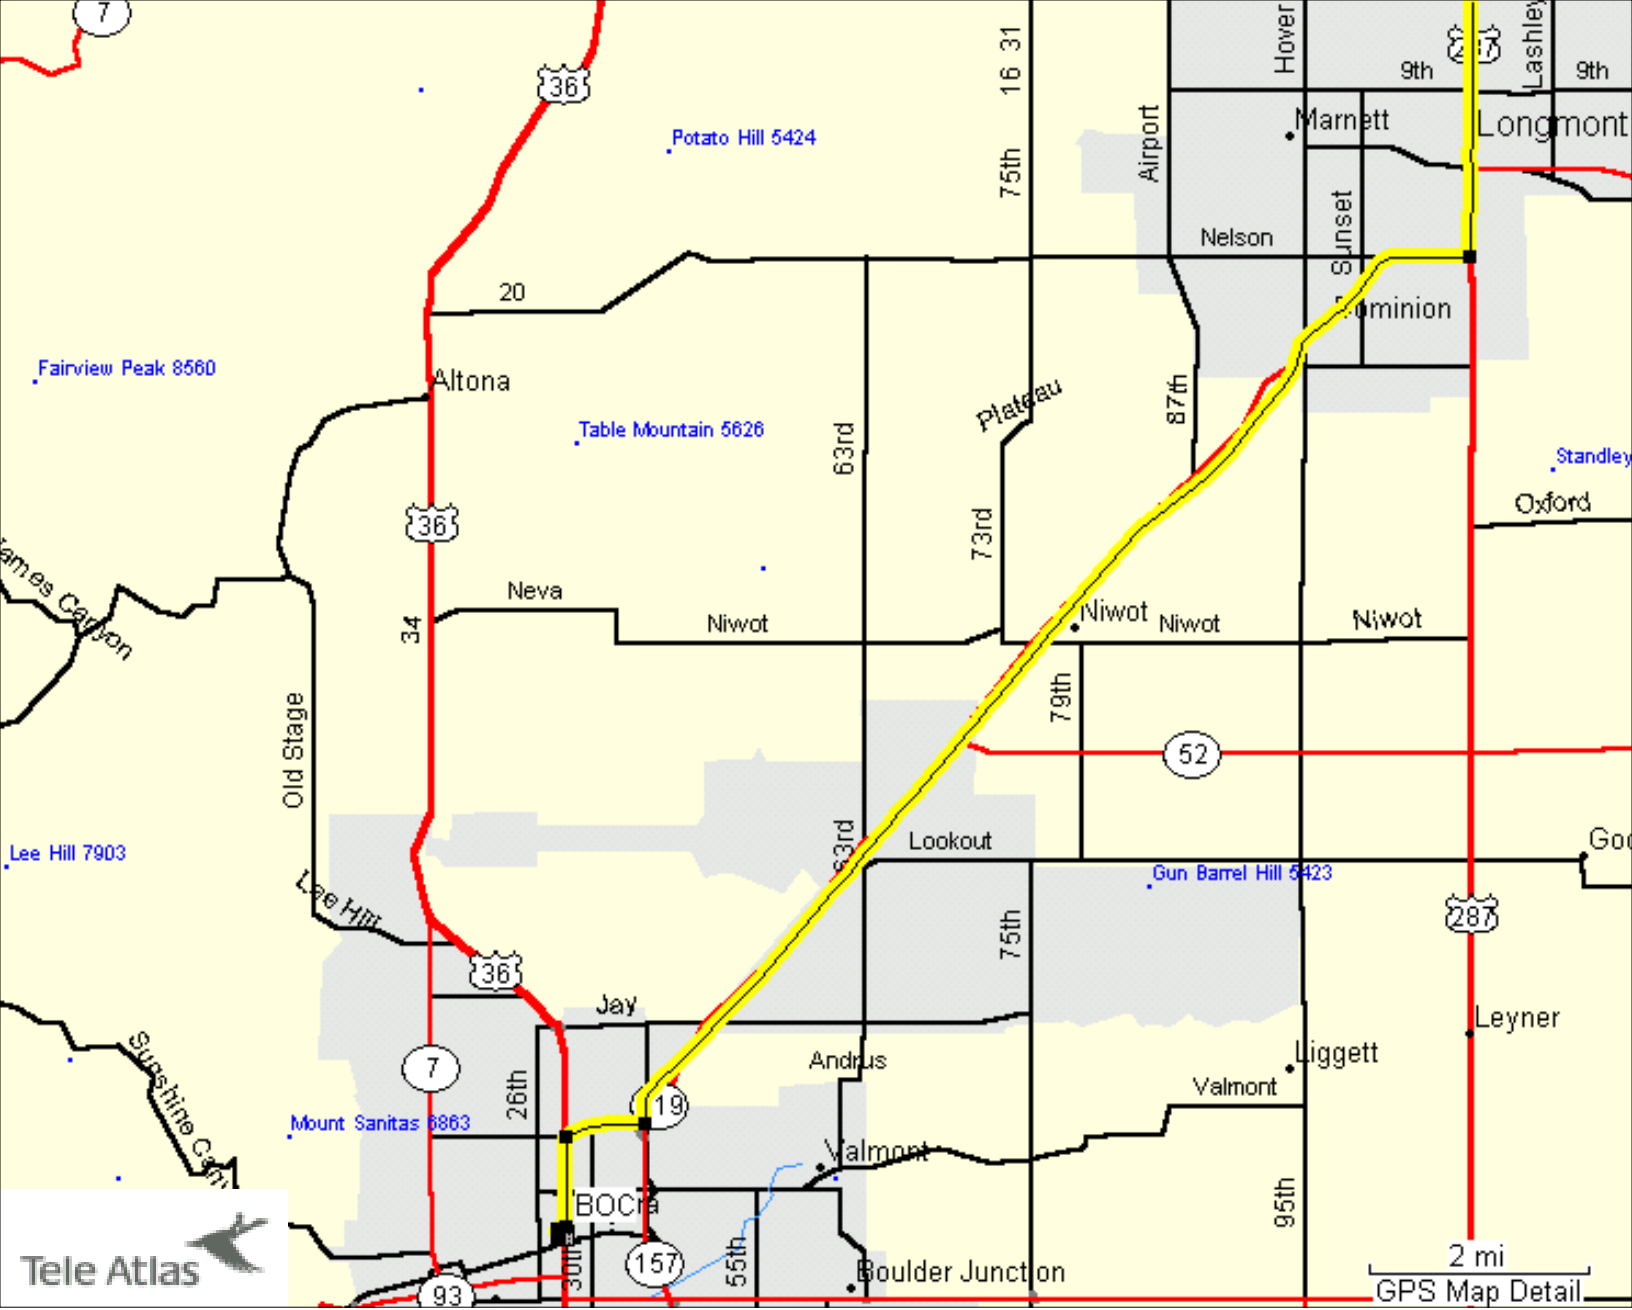 7
36
Potato Hill 5424
16 31
75th
Airport
Hover
9th
Lashley
9th
Marnett
Longmont
Nelson
Sunset
20
Fairview Peak 8560
Altona
Table Mountain 5626
63rd
Plateau
87th
Standley
Oxford
36
73rd
Neva
Niwot
34
Niwot
Niwot
Niwot
Canyon
79th
52
Old Stage
Lookout
Lee Hill 7903
Gun Barrel Hill 5423
Lee Hill
75th
287
36
Jay
Leyner
Andrus
Liggett
7
26th
Valmont
Sunshine
Mount Sanitas 6863
Valmont
95th
Tele Atlas
30th
157
55th
Boulder Junction
93
2 mi
GPS Map Detail